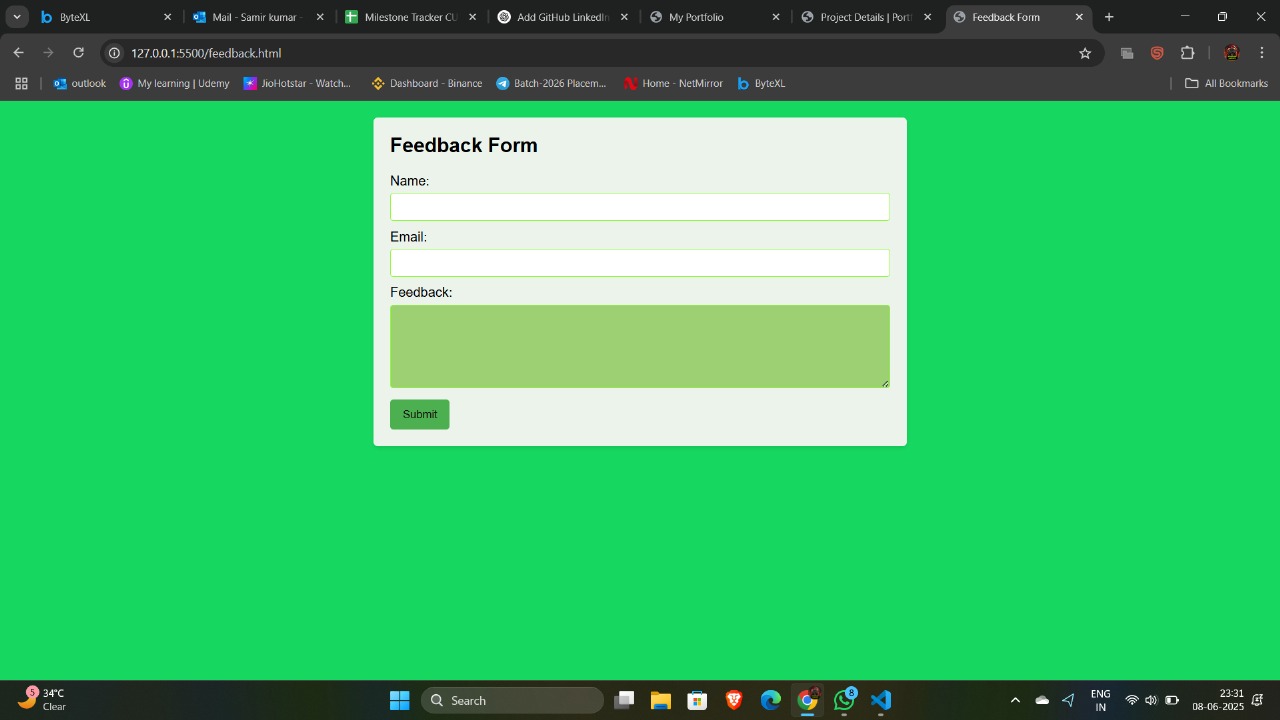 ByteXL
Mail - Samir kumar -
Milestone Tracker CU
Add GitHub LinkedIn
My Portfolio
Project Details | Portf
Feedback Form
127.0.0.1:5500/feedback.html
outlook
My learning | Udemy
JioHotstar - Watch...
Dashboard - Binance
Batch-2026 Placem...
Home - NetMirror
ByteXL
All Bookmarks
Feedback Form
Name:
Email:
Feedback:
Submit
5
34°C
Clear
Search
8
ENG
IN
23:31
08-06-2025